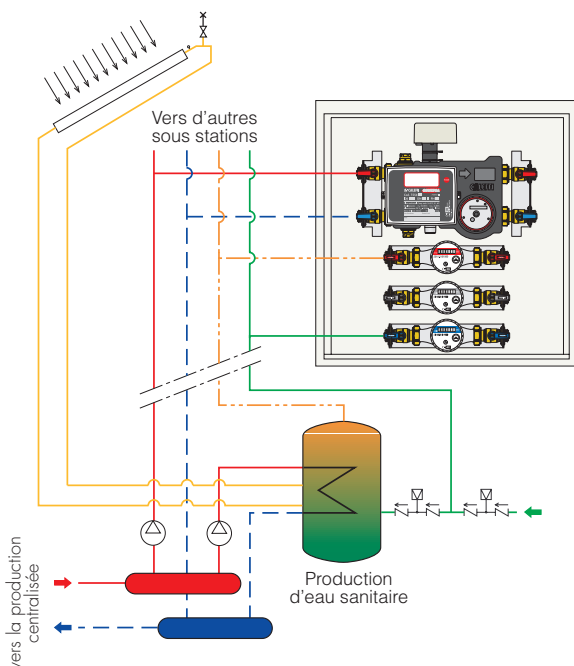 Vers d'autres
sous stations
Production
d'eau sanitaire
vers la production
centralisée